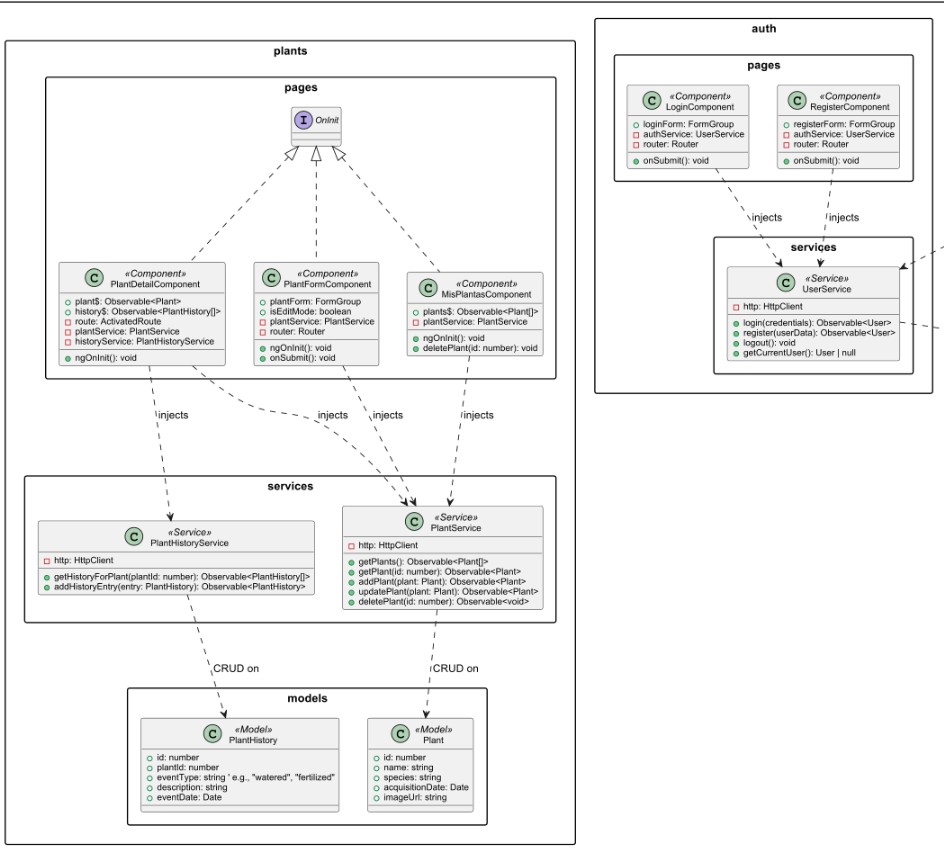 plants
pages
I OnInit
C «Component»
PlantDetailComponent
plant$: Observable<Plant>
history$: Observable<PlantHistory[]>
route: ActivatedRoute
plantService: PlantService
historyService: PlantHistoryService
ngOnInit(): void
C «Component»
PlantFormComponent
plantForm: FormGroup
isEditMode: boolean
plantService: PlantService
router: Router
ngOnInit(): void
onSubmit(): void
C «Component»
MisPlantasComponent
plants$: Observable<Plant[]>
plantService: PlantService
ngOnInit(): void
deletePlant(id: number): void
injects
injects
injects
injects
services
C «Service»
PlantHistoryService
http: HttpClient
getHistoryForPlant(plantId: number): Observable<PlantHistory[]>
addHistoryEntry(entry: PlantHistory): Observable<PlantHistory>
C «Service»
PlantService
http: HttpClient
getPlants(): Observable<Plant[]>
getPlant(id: number): Observable<Plant>
addPlant(plant: Plant): Observable<Plant>
updatePlant(plant: Plant): Observable<Plant>
deletePlant(id: number): Observable<void>
CRUD on
CRUD on
models
C «Model»
PlantHistory
id: number
plantId: number
eventType: string ' e.g., "watered", "fertilized"
description: string
eventDate: Date
C «Model»
Plant
id: number
name: string
species: string
acquisitionDate: Date
imageUrl: string
auth
pages
C «Component»
LoginComponent
loginForm: FormGroup
authService: UserService
router: Router
onSubmit(): void
C «Component»
RegisterComponent
registerForm: FormGroup
authService: UserService
router: Router
onSubmit(): void
injects
injects
services
C «Service»
UserService
http: HttpClient
login(credentials): Observable<User>
register(userData): Observable<User>
logout(): void
getCurrentUser(): User | null